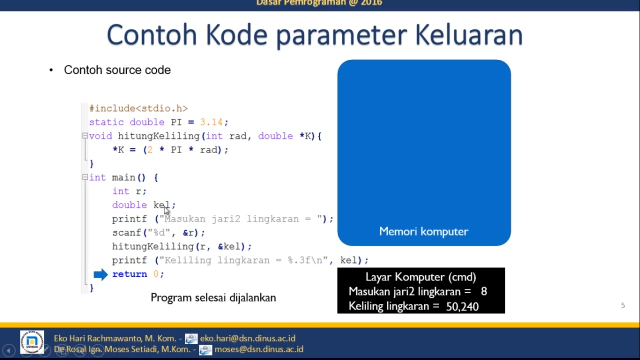 Dasar Pemrograman @ 2016
Contoh Kode parameter Keluaran
• Contoh source code
#include<stdio.h>
static double PI = 3.14;
void hitungKeliling(int rad, double *K){
*K = (2 * PI * rad);
}
int main() {
int r;
double kel;
printf ("Masukan jari2 lingkaran = ");
scanf("%d", &r);
hitungKeliling(r, &kel);
printf ("Keliling lingkaran = %.3f\n", kel);
return 0;
}
Program selesai dijalankan
Memori komputer
Layar Komputer (cmd)
Masukan jari2 lingkaran = 8
Keliling lingkaran = 50,240
5
Eko Hari Rachmawanto, M. Kom. - eko.hari@dsn.dinus.ac.id
De Rosal Ign. Moses Setiadi, M.Kom. - moses@dsn.dinus.ac.id